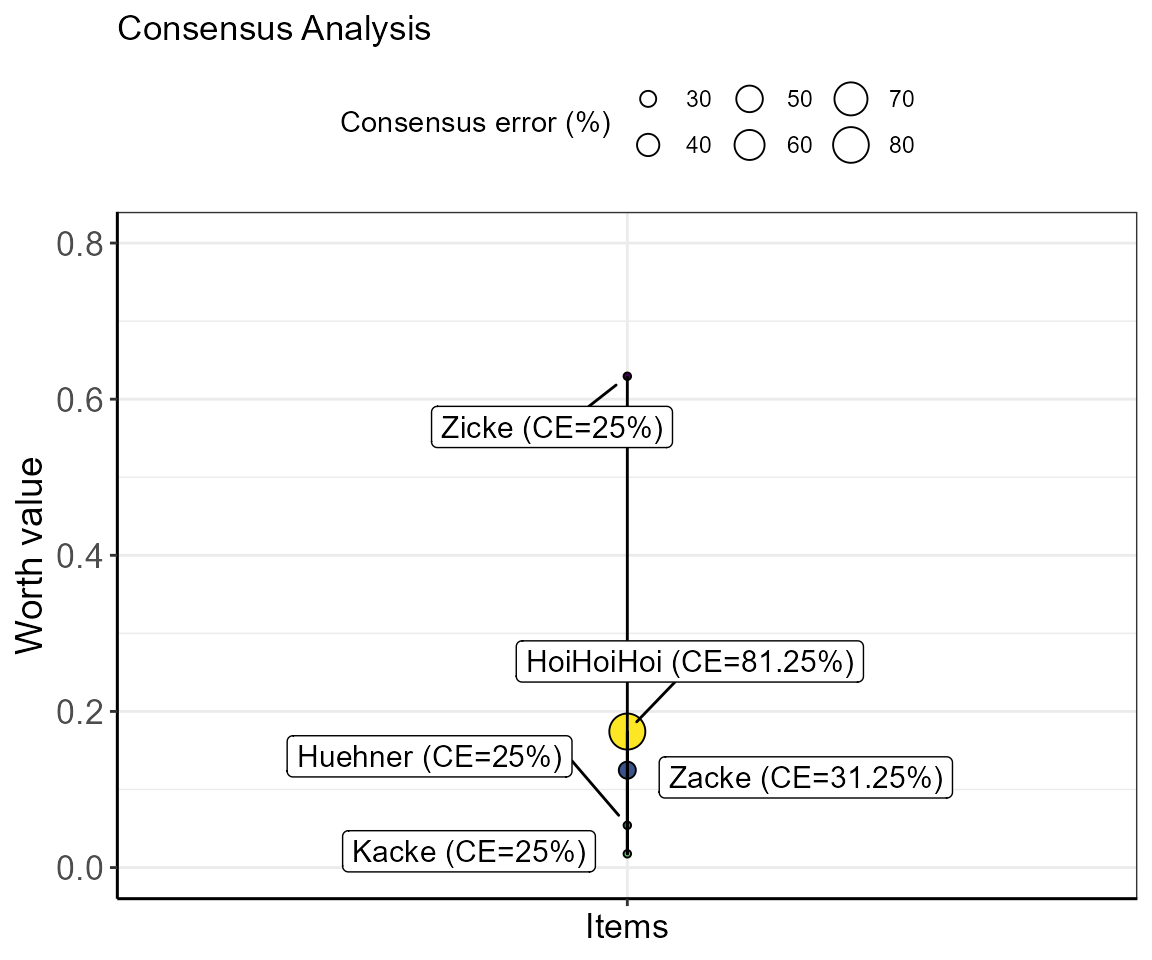 Consensus Analysis
Consensus error (%)
30 50 70
40 60 80
Worth value
0.8
0.6
0.4
0.2
0.0
Zicke (CE=25%)
HoiHoiHoi (CE=81.25%)
Huehner (CE=25%)
Zacke (CE=31.25%)
Kacke (CE=25%)
Items